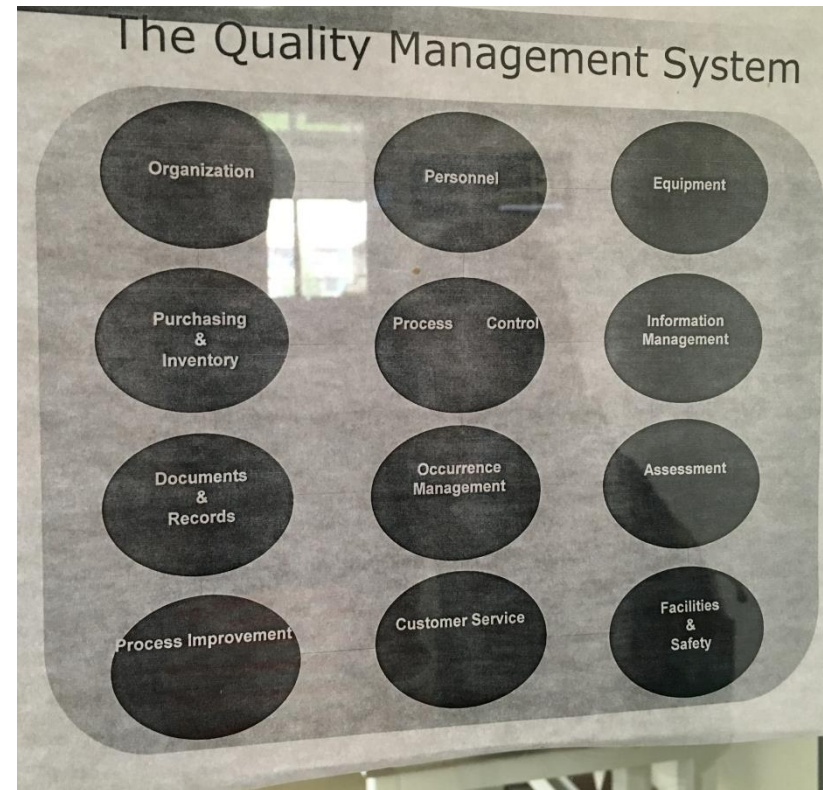 The Quality Management System
Organization
Personnel
Equipment
Purchasing
&
Inventory
Process Control
Information
Management
Documents
&
Records
Occurrence
Management
Assessment
Process Improvement
Customer Service
Facilities
&
Safety